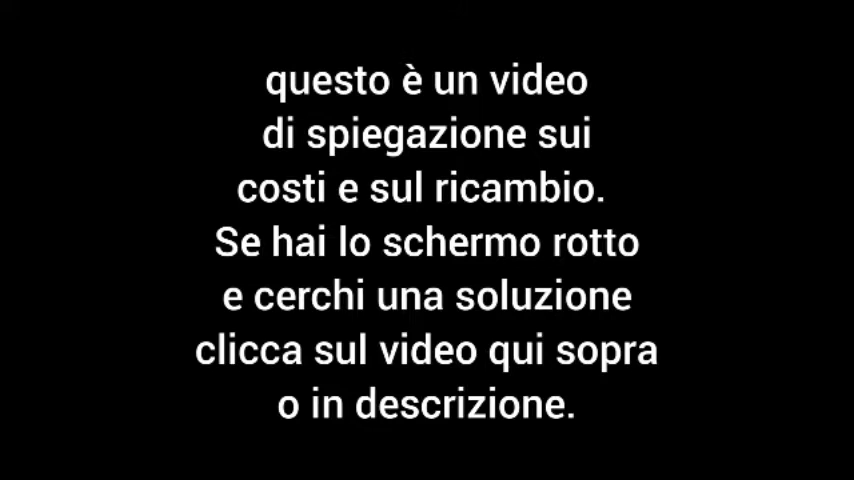 questo è un video
di spiegazione sui
costi e sul ricambio.
Se hai lo schermo rotto
e cerchi una soluzione
clicca sul video qui sopra
o in descrizione.